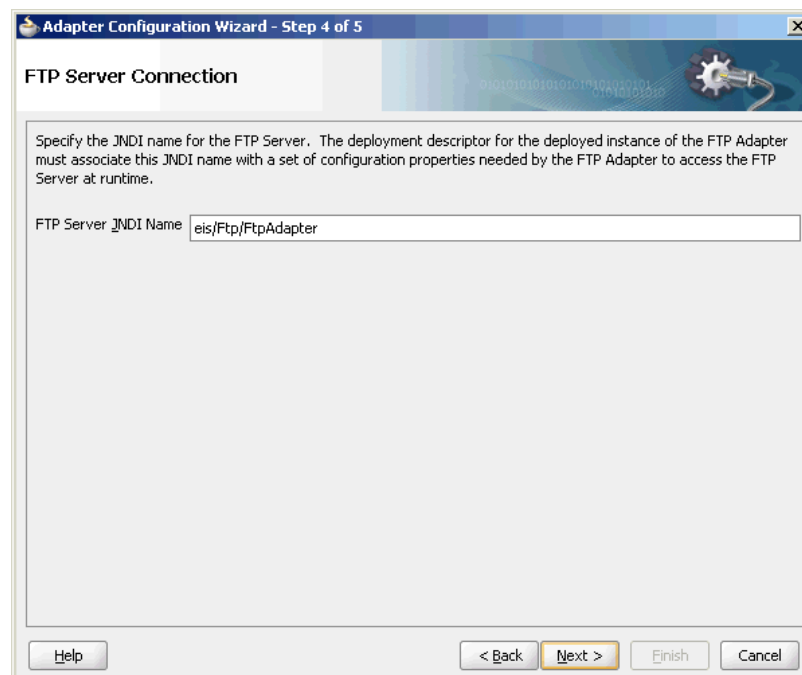 Adapter Configuration Wizard - Step 4 of 5
FTP Server Connection
Specify the JNDI name for the FTP Server. The deployment descriptor for the deployed instance of the FTP Adapter
must associate this JNDI name with a set of configuration properties needed by the FTP Adapter to access the FTP
Server at runtime.
FTP Server JNDI Name eis/Ftp/FtpAdapter
Help < Back Next > Finish Cancel